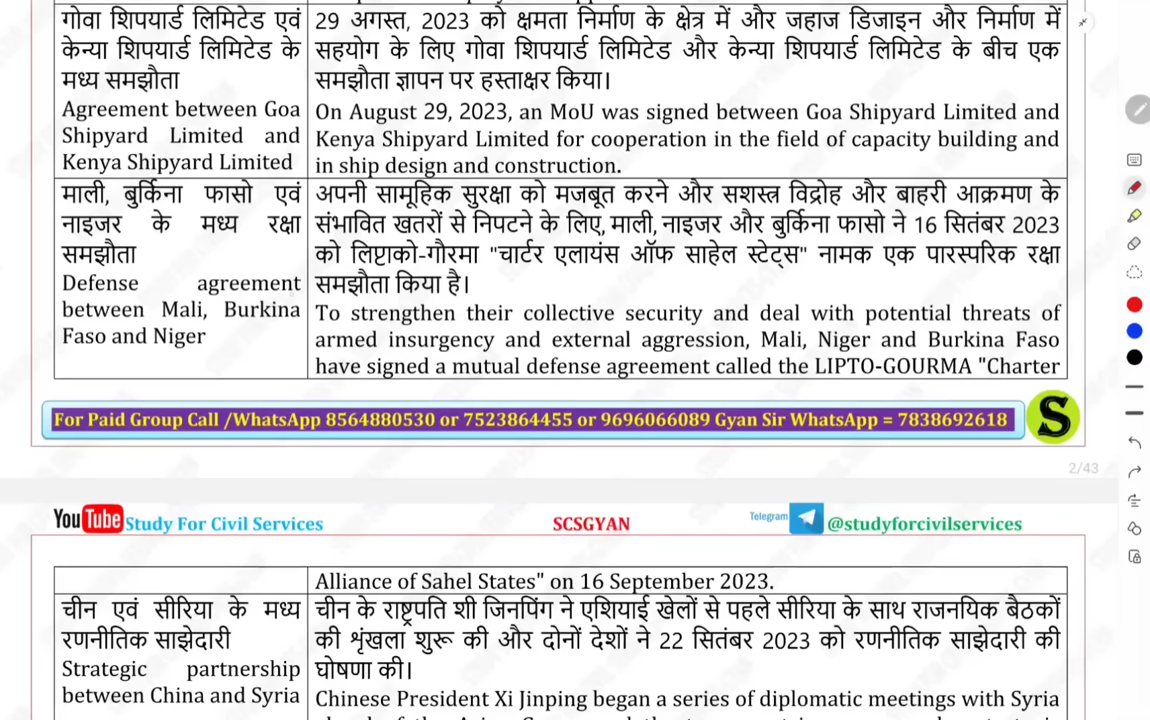 गोवा शिपयार्ड लिमिटेड एवं
केन्या शिपयार्ड लिमिटेड के
मध्य समझौता
Agreement between Goa
Shipyard Limited and
Kenya Shipyard Limited
29 अगस्त, 2023 को क्षमता निर्माण के क्षेत्र में और जहाज डिजाइन और निर्माण में
सहयोग के लिए गोवा शिपयार्ड लिमिटेड और केन्या शिपयार्ड लिमिटेड के बीच एक
समझौता ज्ञापन पर हस्ताक्षर किया।
On August 29, 2023, an MoU was signed between Goa Shipyard Limited and
Kenya Shipyard Limited for cooperation in the field of capacity building and
in ship design and construction.
माली, बुर्किना फासो एवं
नाइजर के मध्य रक्षा
समझौता
Defense agreement
between Mali, Burkina
Faso and Niger
अपनी सामूहिक सुरक्षा को मजबूत करने और सशस्त्र विद्रोह और बाहरी आक्रमण के
संभावित खतरों से निपटने के लिए, माली, नाइजर और बुर्किना फासो ने 16 सितंबर 2023
को लिप्टाको-गौरमा "चार्टर एलायंस ऑफ साहेल स्टेट्स" नामक एक पारस्परिक रक्षा
समझौता किया है।
To strengthen their collective security and deal with potential threats of
armed insurgency and external aggression, Mali, Niger and Burkina Faso
have signed a mutual defense agreement called the LIPTO-GOURMA "Charter
For Paid Group Call /WhatsApp 8564880530 or 7523864455 or 9696066089 Gyan Sir WhatsApp = 7838692618
S
2/43
YouTube Study For Civil Services
SCSGYAN
Telegram @studyforcivilservices
Alliance of Sahel States" on 16 September 2023.
चीन एवं सीरिया के मध्य
रणनीतिक साझेदारी
Strategic partnership
between China and Syria
चीन के राष्ट्रपति शी जिनपिंग ने एशियाई खेलों से पहले सीरिया के साथ राजनयिक बैठकों
की शृंखला शुरू की और दोनों देशों ने 22 सितंबर 2023 को रणनीतिक साझेदारी की
घोषणा की।
Chinese President Xi Jinping began a series of diplomatic meetings with Syria